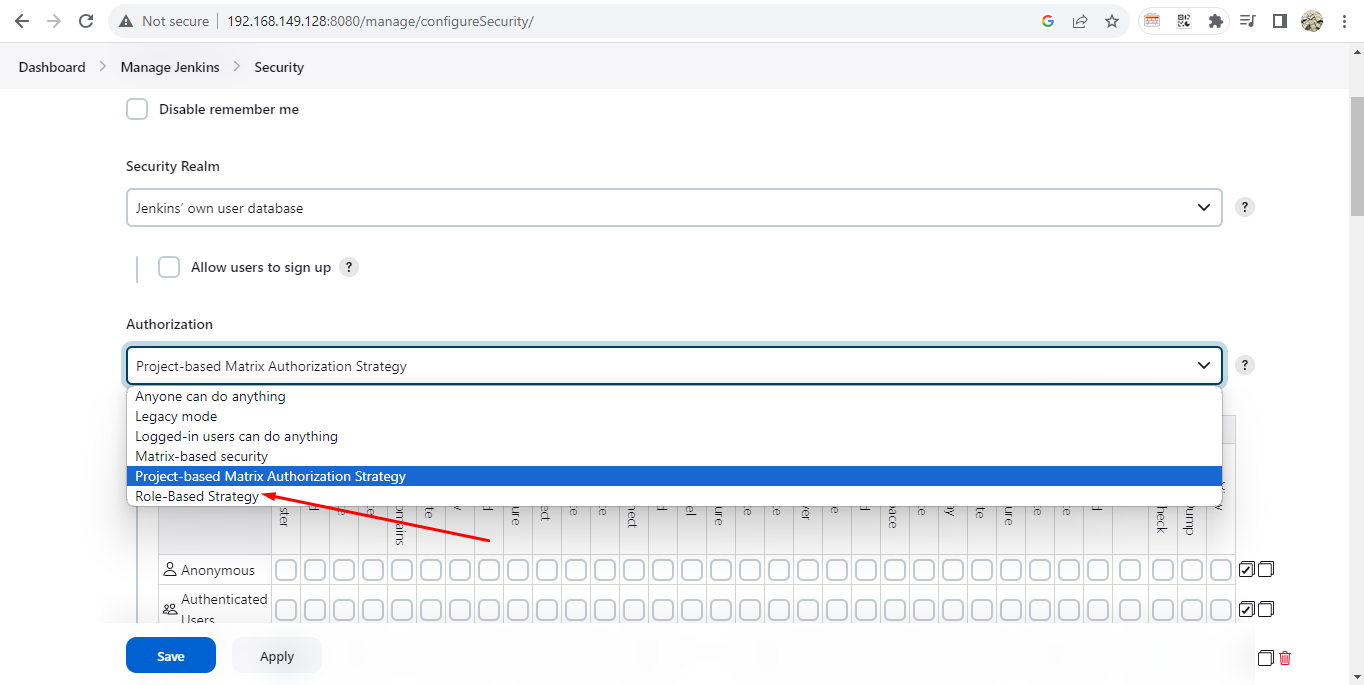 Not secure 192.168.149.128:8080/manage/configureSecurity/
Dashboard > Manage Jenkins > Security
Disable remember me
Security Realm
Jenkins' own user database
?
Allow users to sign up ?
Authorization
Project-based Matrix Authorization Strategy
?
Anyone can do anything
Legacy mode
Logged-in users can do anything
Matrix-based security
Project-based Matrix Authorization Strategy
Role-Based Strategy
Anonymous
Authenticated
Users
Save Apply